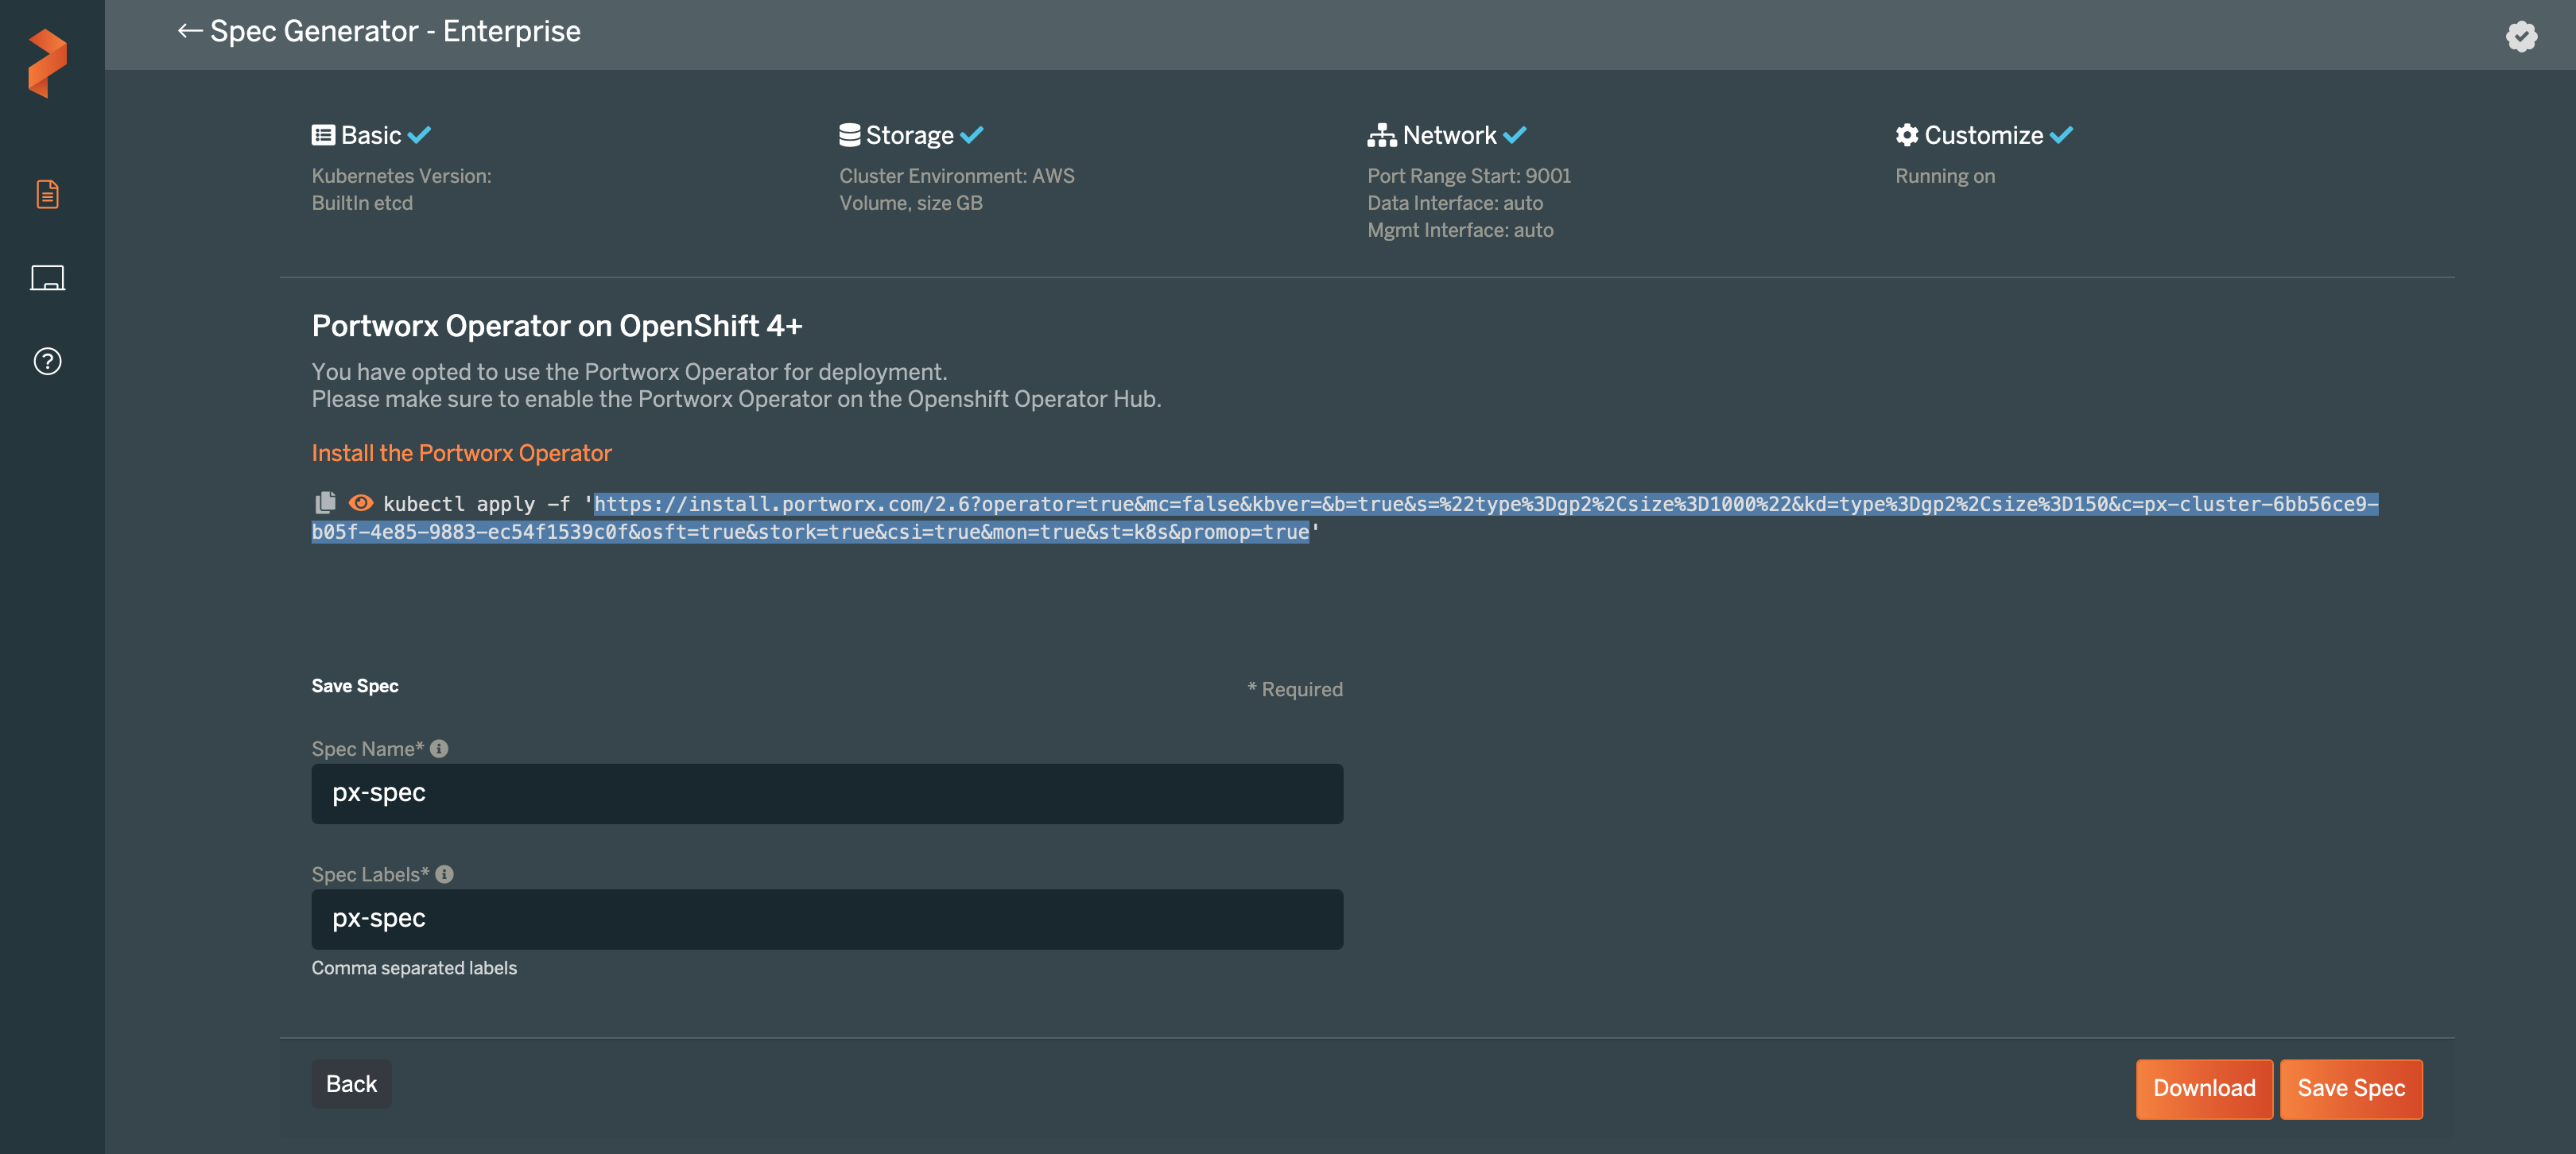 ← Spec Generator - Enterprise
Basic
Kubernetes Version:
BuiltIn etcd
Storage
Cluster Environment: AWS
Volume, size GB
Network
Port Range Start: 9001
Data Interface: auto
Mgmt Interface: auto
Customize
Running on
Portworx Operator on OpenShift 4+
You have opted to use the Portworx Operator for deployment.
Please make sure to enable the Portworx Operator on the Openshift Operator Hub.
Install the Portworx Operator
kubectl apply -f 'https://install.portworx.com/2.6?operator=true&mc=false&kbver=&b=true&s=%22type%3Dgp2%2Csize%3D1000%22&kd=type%3Dgp2%2Csize%3D150&c=px-cluster-6bb56ce9-
b05f-4e85-9883-ec54f1539c0f&osft=true&stork=true&csi=true&mon=true&st=k8s&promop=true'
Save Spec
* Required
Spec Name*
px-spec
Spec Labels*
px-spec
Comma separated labels
Back
Download
Save Spec